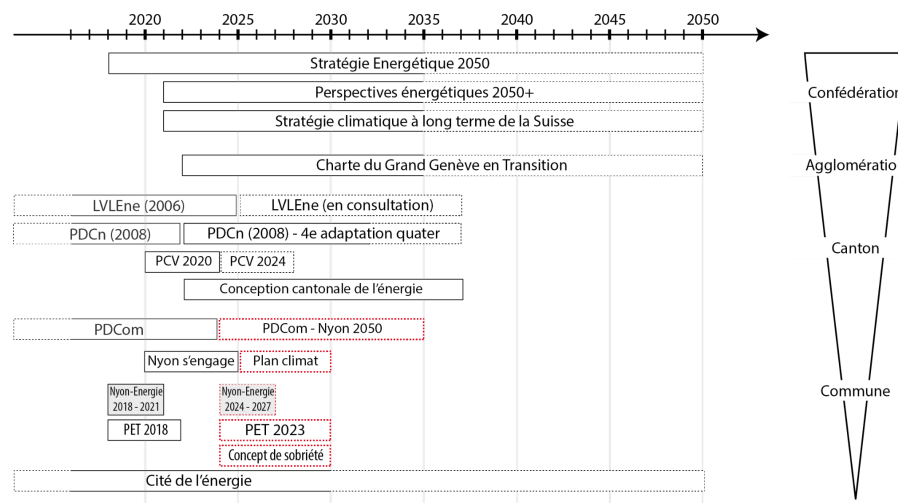 2020 2025 2030 2035 2040 2045 2050
Stratégie Energétique 2050
Perspectives énergétiques 2050+
Confédération
Stratégie climatique à long terme de la Suisse
Charte du Grand Genève en Transition
Agglomération
LVLEne (2006)
LVLEne (en consultation)
PDCn (2008)
PDCn (2008) - 4e adaptation quater
Canton
PCV 2020
PCV 2024
Conception cantonale de l'énergie
PDCom
PDCom - Nyon 2050
Nyon s'engage
Plan climat
Nyon-Energie
2018 - 2021
Nyon-Energie
2024 - 2027
Commune
PET 2018
PET 2023
Concept de sobriété
Cité de l'énergie